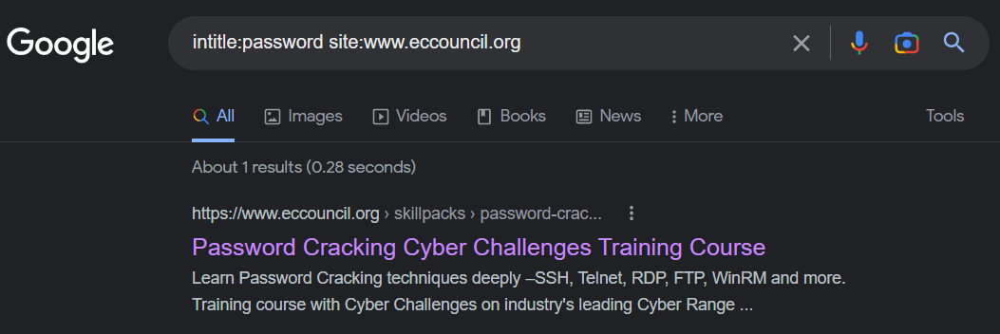 Google
intitle:password site:www.eccouncil.org
All Images Videos Books News More Tools
About 1 results (0.28 seconds)
https://www.eccouncil.org › skillpacks › password-crac...
Password Cracking Cyber Challenges Training Course
Learn Password Cracking techniques deeply –SSH, Telnet, RDP, FTP, WinRM and more.
Training course with Cyber Challenges on industry's leading Cyber Range ...